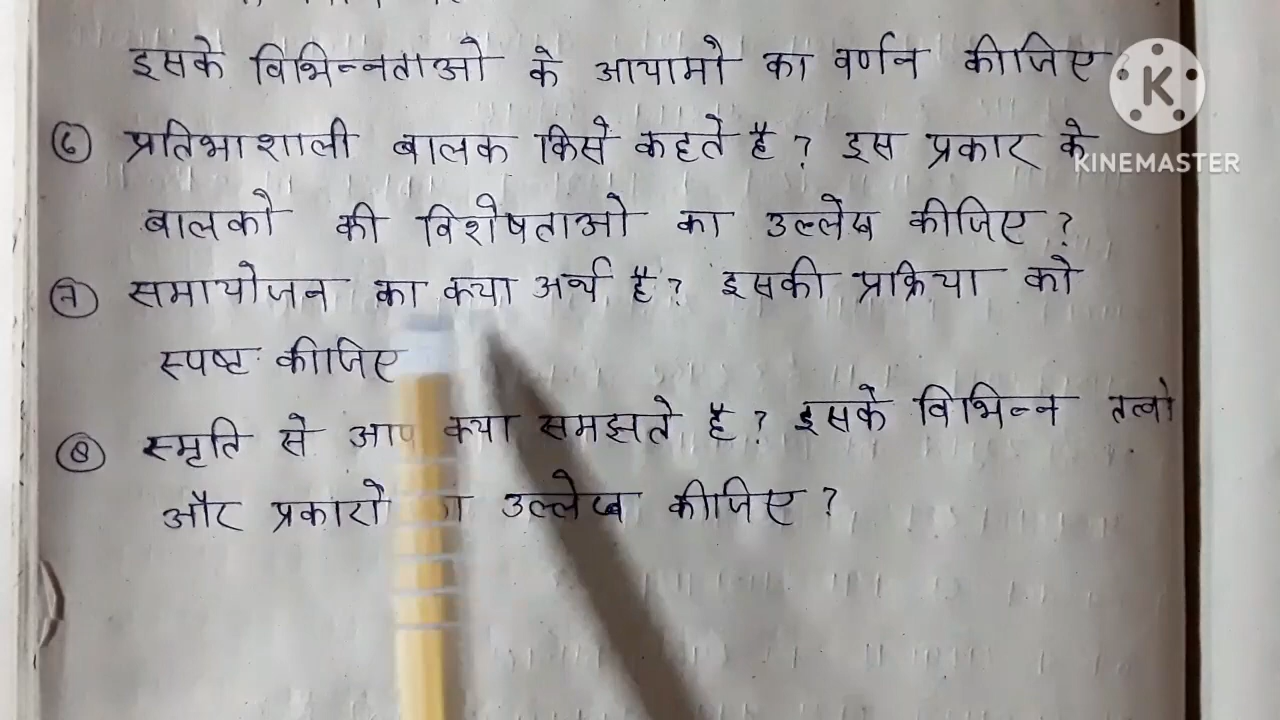 इसके विभिन्नताओ के आयामो का वर्णन कीजिए
⑥ प्रतिभाशाली बालक किसे कहते है ? इस प्रकार के
बालको की विशेषताओ का उल्लेख कीजिए ?
⑦ समायोजन का क्या अर्थ है ? इसकी प्रक्रिया को
स्पष्ट कीजिए
⑧ स्मृति से आप क्या समझते है ? इसके विभिन्न तत्वो
और प्रकारो का उल्लेख कीजिए ?
K
KINEMASTER